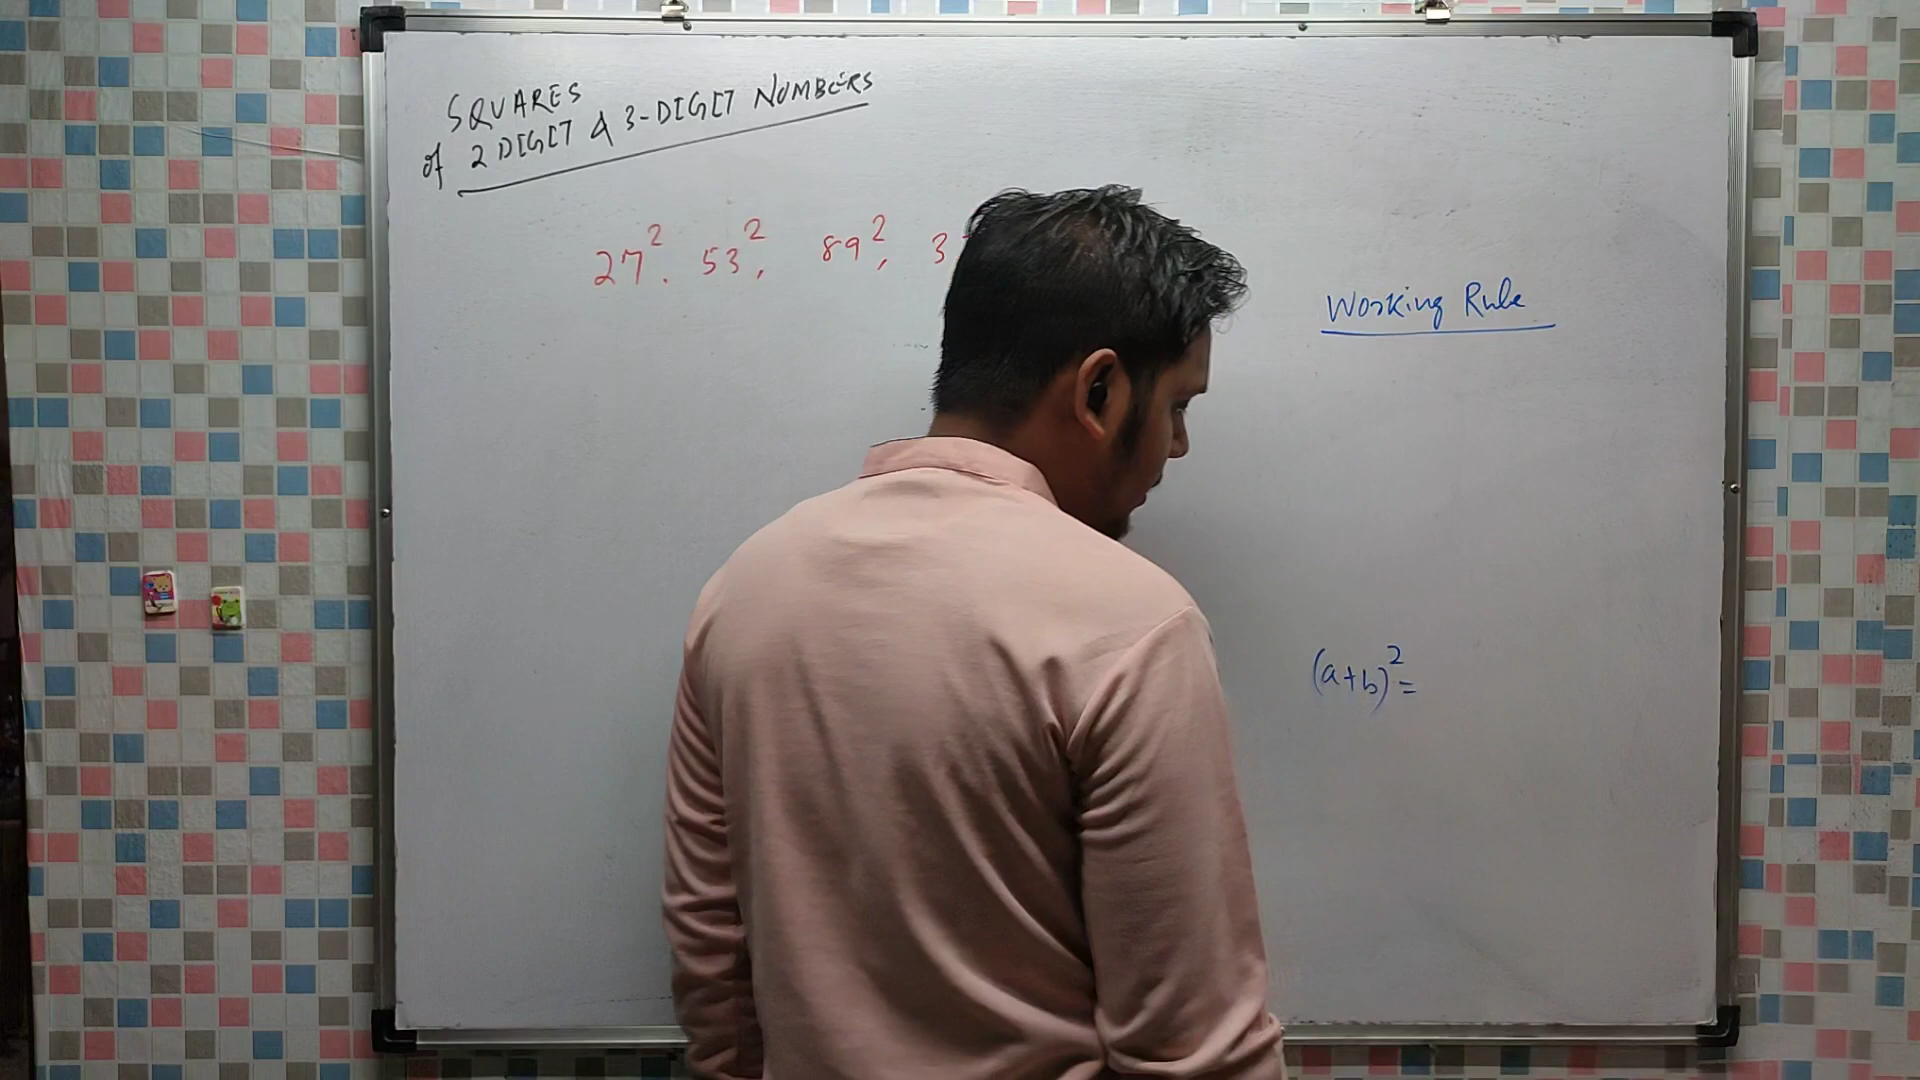 SQUARES
of 2 DIGIT & 3-DIGIT NUMBERS
27². 53², 89², 3
Working Rule
(a+b)²=